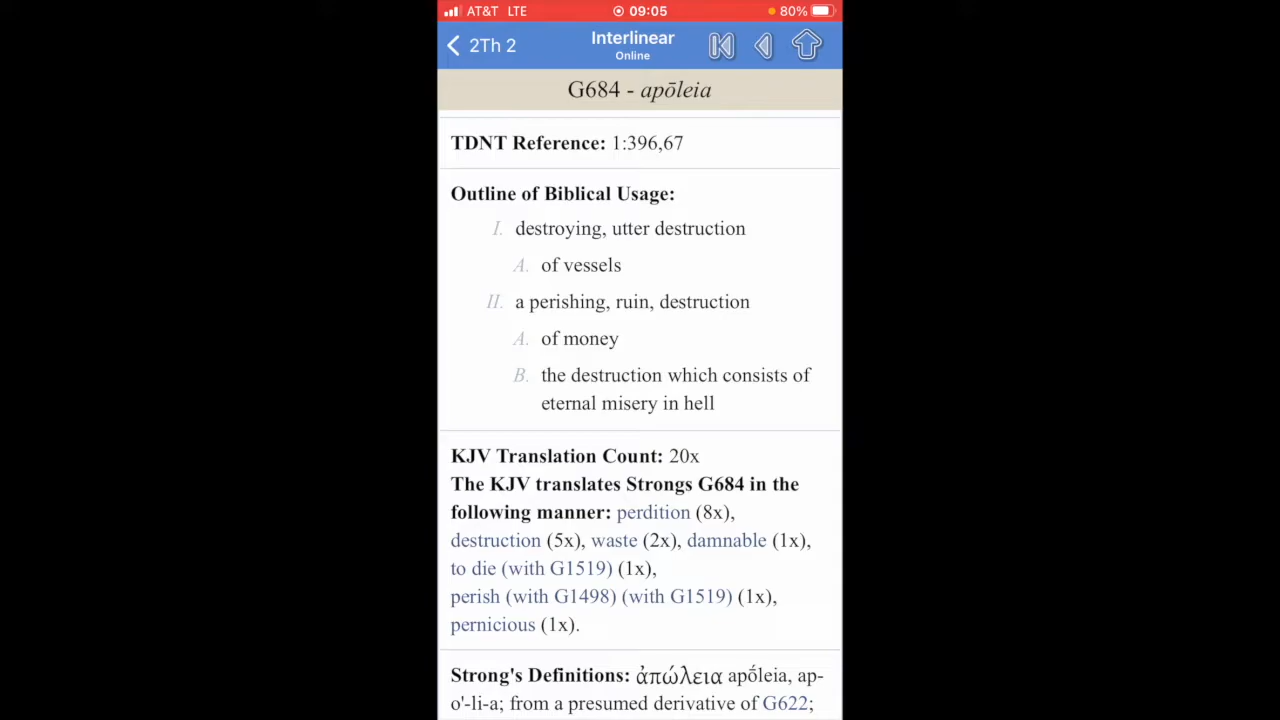 AT&T LTE 09:05 80%
2Th 2 Interlinear
Online
G684 - apōleia
TDNT Reference: 1:396,67
Outline of Biblical Usage:
I. destroying, utter destruction
A. of vessels
II. a perishing, ruin, destruction
A. of money
B. the destruction which consists of
eternal misery in hell
KJV Translation Count: 20x
The KJV translates Strongs G684 in the
following manner: perdition (8x),
destruction (5x), waste (2x), damnable (1x),
to die (with G1519) (1x),
perish (with G1498) (with G1519) (1x),
pernicious (1x).
Strong's Definitions: ἀπώλεια apṓleia, ap-
o'-li-a; from a presumed derivative of G622;